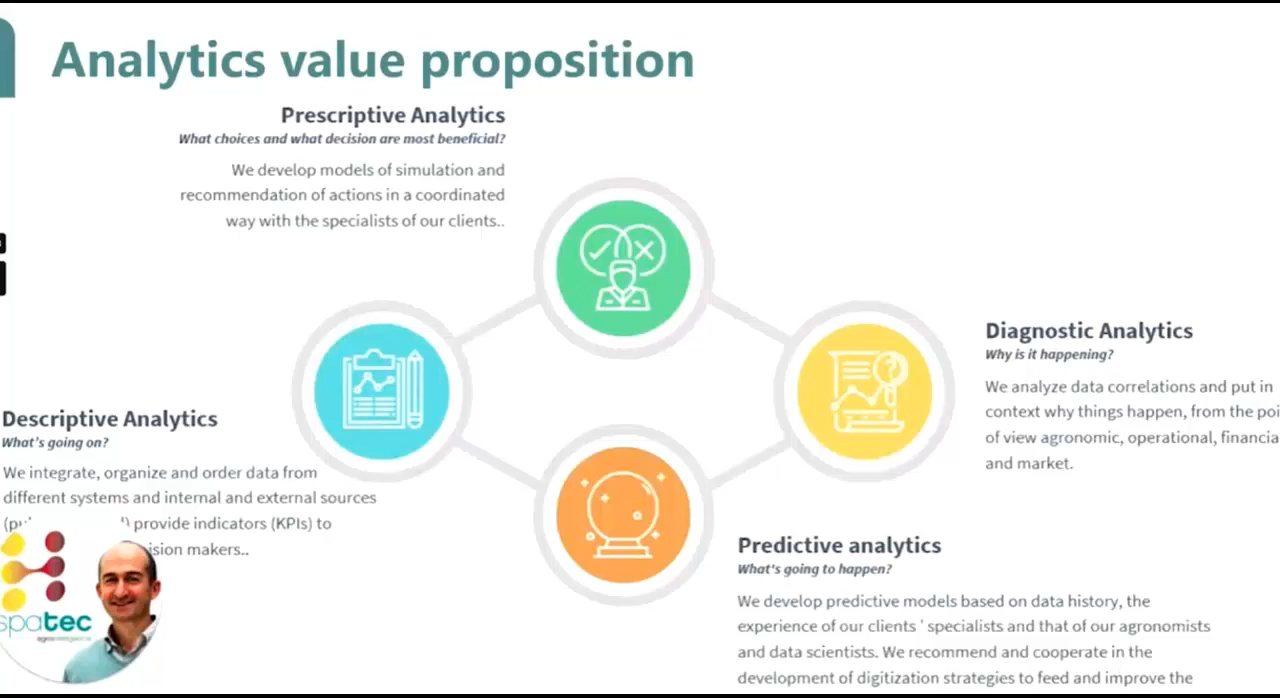 Analytics value proposition
Prescriptive Analytics
What choices and what decision are most beneficial?
We develop models of simulation and
recommendation of actions in a coordinated
way with the specialists of our clients..
Diagnostic Analytics
Why is it happening?
We analyze data correlations and put in
context why things happen, from the poi
of view agronomic, operational, financia
and market.
Descriptive Analytics
What's going on?
We integrate, organize and order data from
different systems and internal and external sources
provide indicators (KPIs) to
ision makers..
Predictive analytics
What's going to happen?
We develop predictive models based on data history, the
experience of our clients ' specialists and that of our agronomists
and data scientists. We recommend and cooperate in the
development of digitization strategies to feed and improve the
spatec